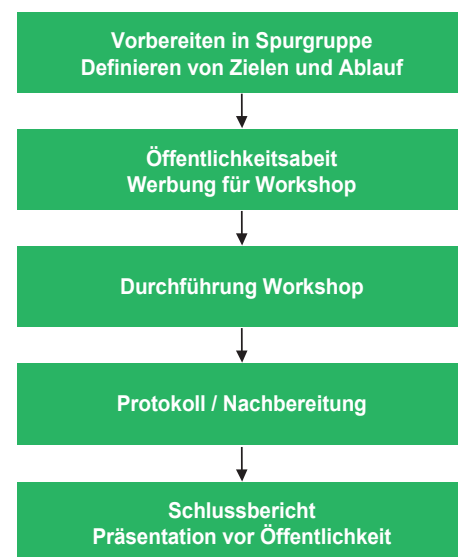 Vorbereiten in Spurgruppe
Definieren von Zielen und Ablauf
Öffentlichkeitsabeit
Werbung für Workshop
Durchführung Workshop
Protokoll / Nachbereitung
Schlussbericht
Präsentation vor Öffentlichkeit